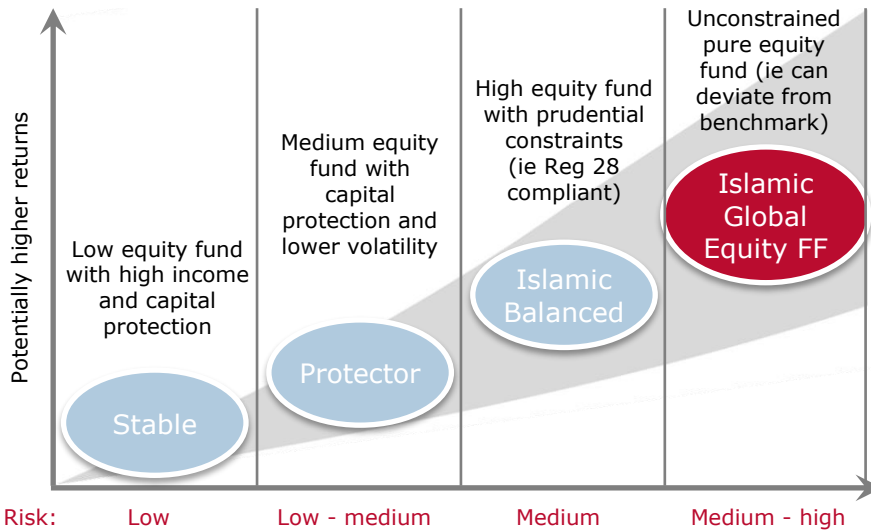 Potentially higher returns
Low equity fund
with high income
and capital
protection
Stable
Medium equity
fund with
capital
protection and
lower volatility
Protector
High equity fund
with prudential
constraints
(ie Reg 28
compliant)
Islamic
Balanced
Unconstrained
pure equity
fund (ie can
deviate from
benchmark)
Islamic
Global
Equity FF
Risk: Low Low - medium Medium Medium - high